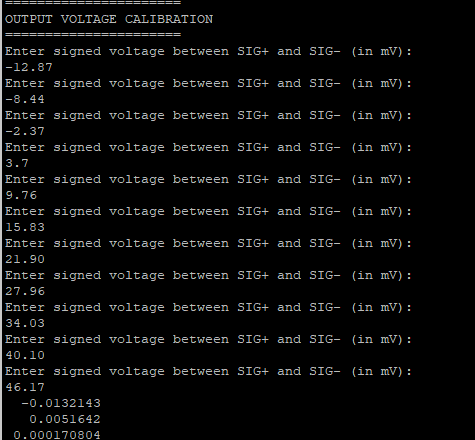 ======================
OUTPUT VOLTAGE CALIBRATION
======================
Enter signed voltage between SIG+ and SIG- (in mV):
-12.87
Enter signed voltage between SIG+ and SIG- (in mV):
-8.44
Enter signed voltage between SIG+ and SIG- (in mV):
-2.37
Enter signed voltage between SIG+ and SIG- (in mV):
3.7
Enter signed voltage between SIG+ and SIG- (in mV):
9.76
Enter signed voltage between SIG+ and SIG- (in mV):
15.83
Enter signed voltage between SIG+ and SIG- (in mV):
21.90
Enter signed voltage between SIG+ and SIG- (in mV):
27.96
Enter signed voltage between SIG+ and SIG- (in mV):
34.03
Enter signed voltage between SIG+ and SIG- (in mV):
40.10
Enter signed voltage between SIG+ and SIG- (in mV):
46.17
-0.0132143
0.0051642
0.000170804